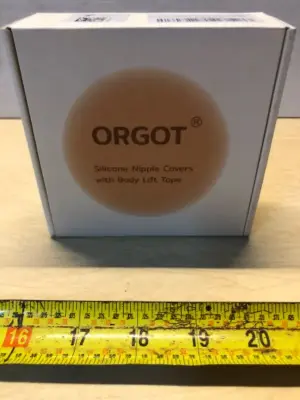 ORGOT®
Silicone Nipple Covers
with Body Lift Tape
16 17 18 19 20